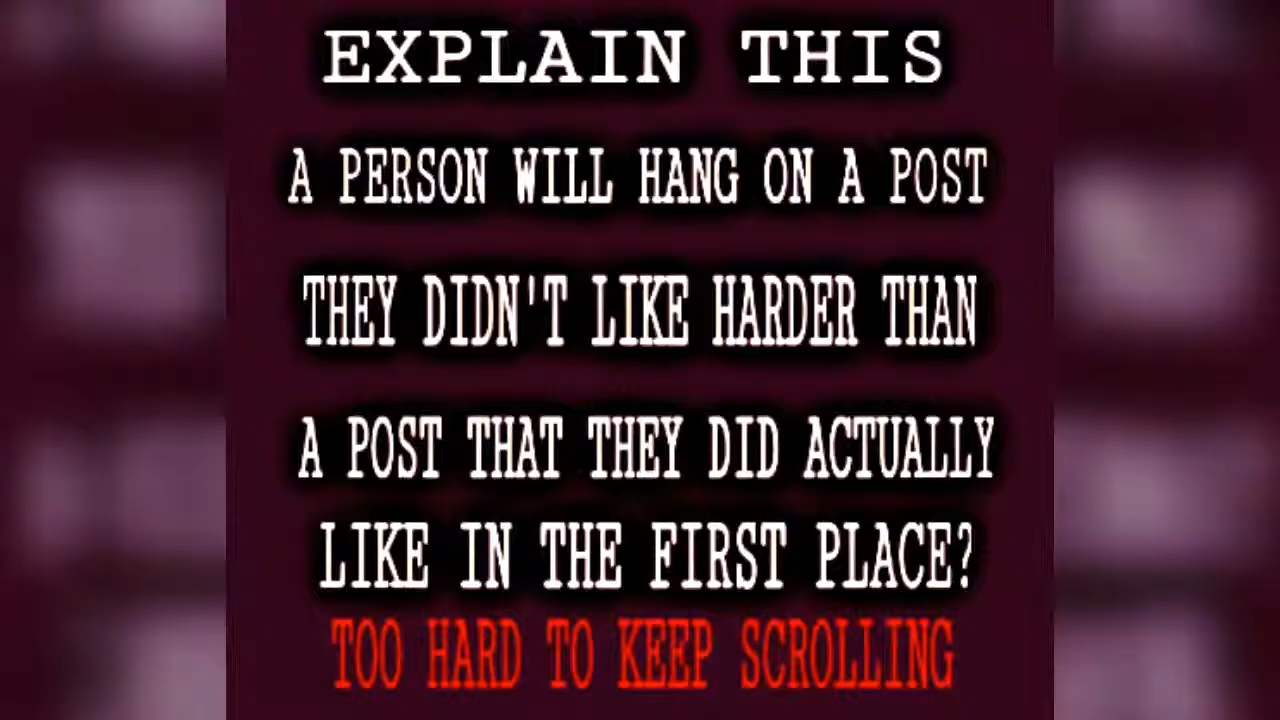 EXPLAIN THIS
A PERSON WILL HANG ON A POST
THEY DIDN'T LIKE HARDER THAN
A POST THAT THEY DID ACTUALLY
LIKE IN THE FIRST PLACE?
TOO HARD TO KEEP SCROLLING